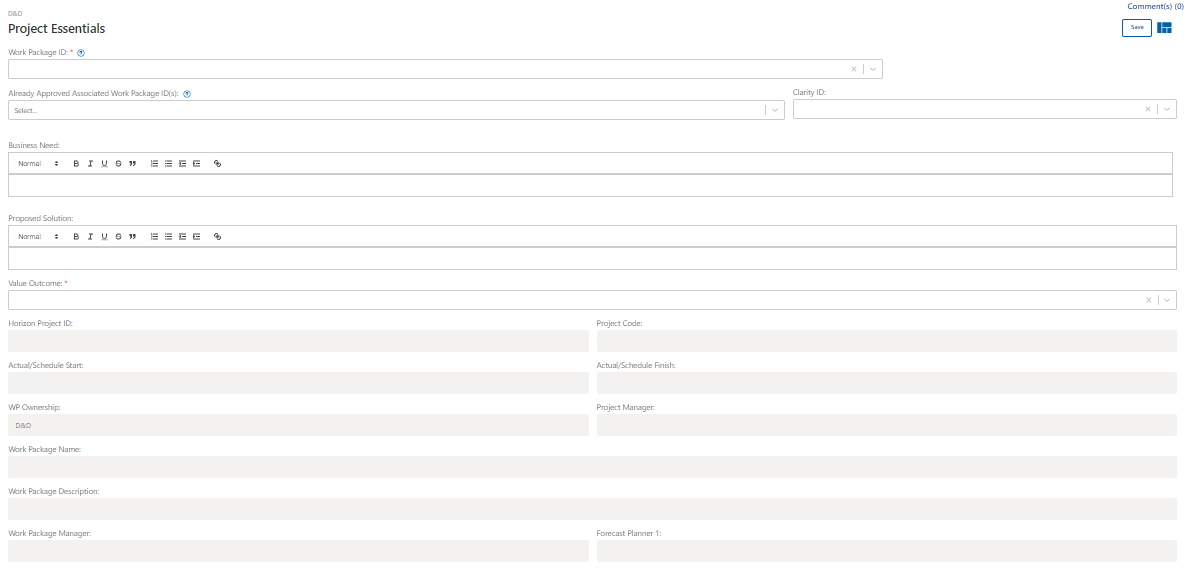 Comment(s) (0)
D&D
Project Essentials
Save
Work Package ID: *
Already Approved Associated Work Package ID(s):
Clarity ID:
Select...
Business Need:
Normal B I U S
Proposed Solution:
Normal B I U S
Value Outcome: *
Horizon Project ID:
Project Code:
Actual/Schedule Start:
Actual/Schedule Finish:
WP Ownership:
Project Manager:
D&D
Work Package Name:
Work Package Description:
Work Package Manager:
Forecast Planner 1: